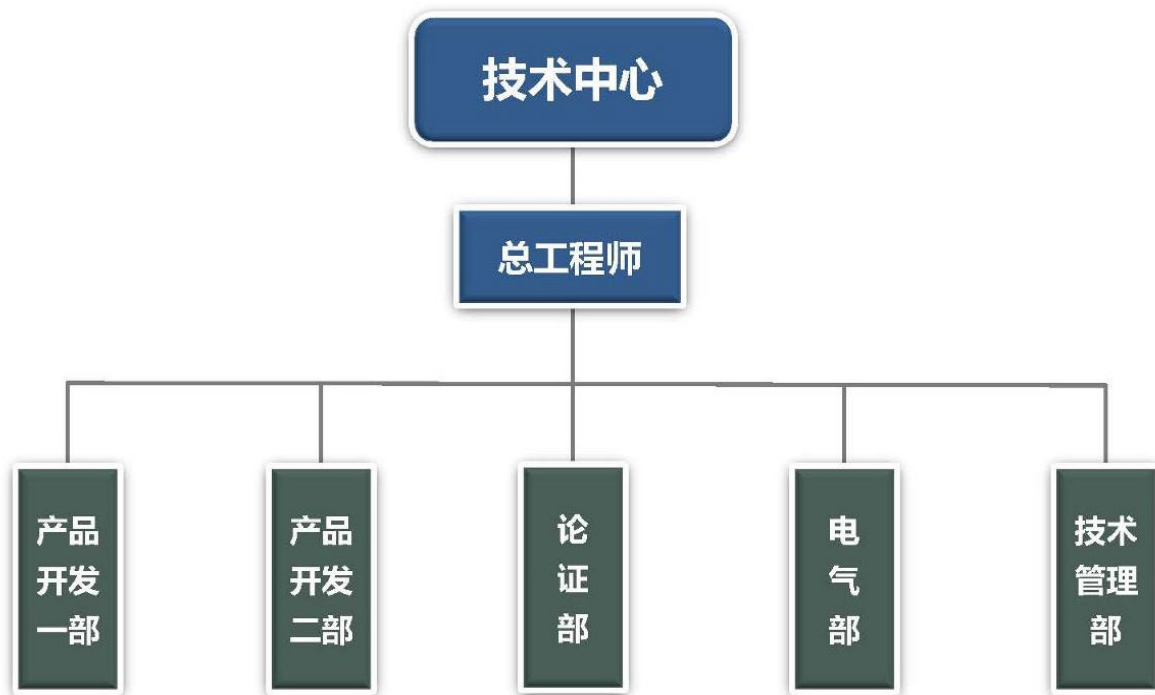 技术中心
总工程师
产品
开发
一部
产品
开发
二部
论
证
部
电
气
部
技术
管理
部